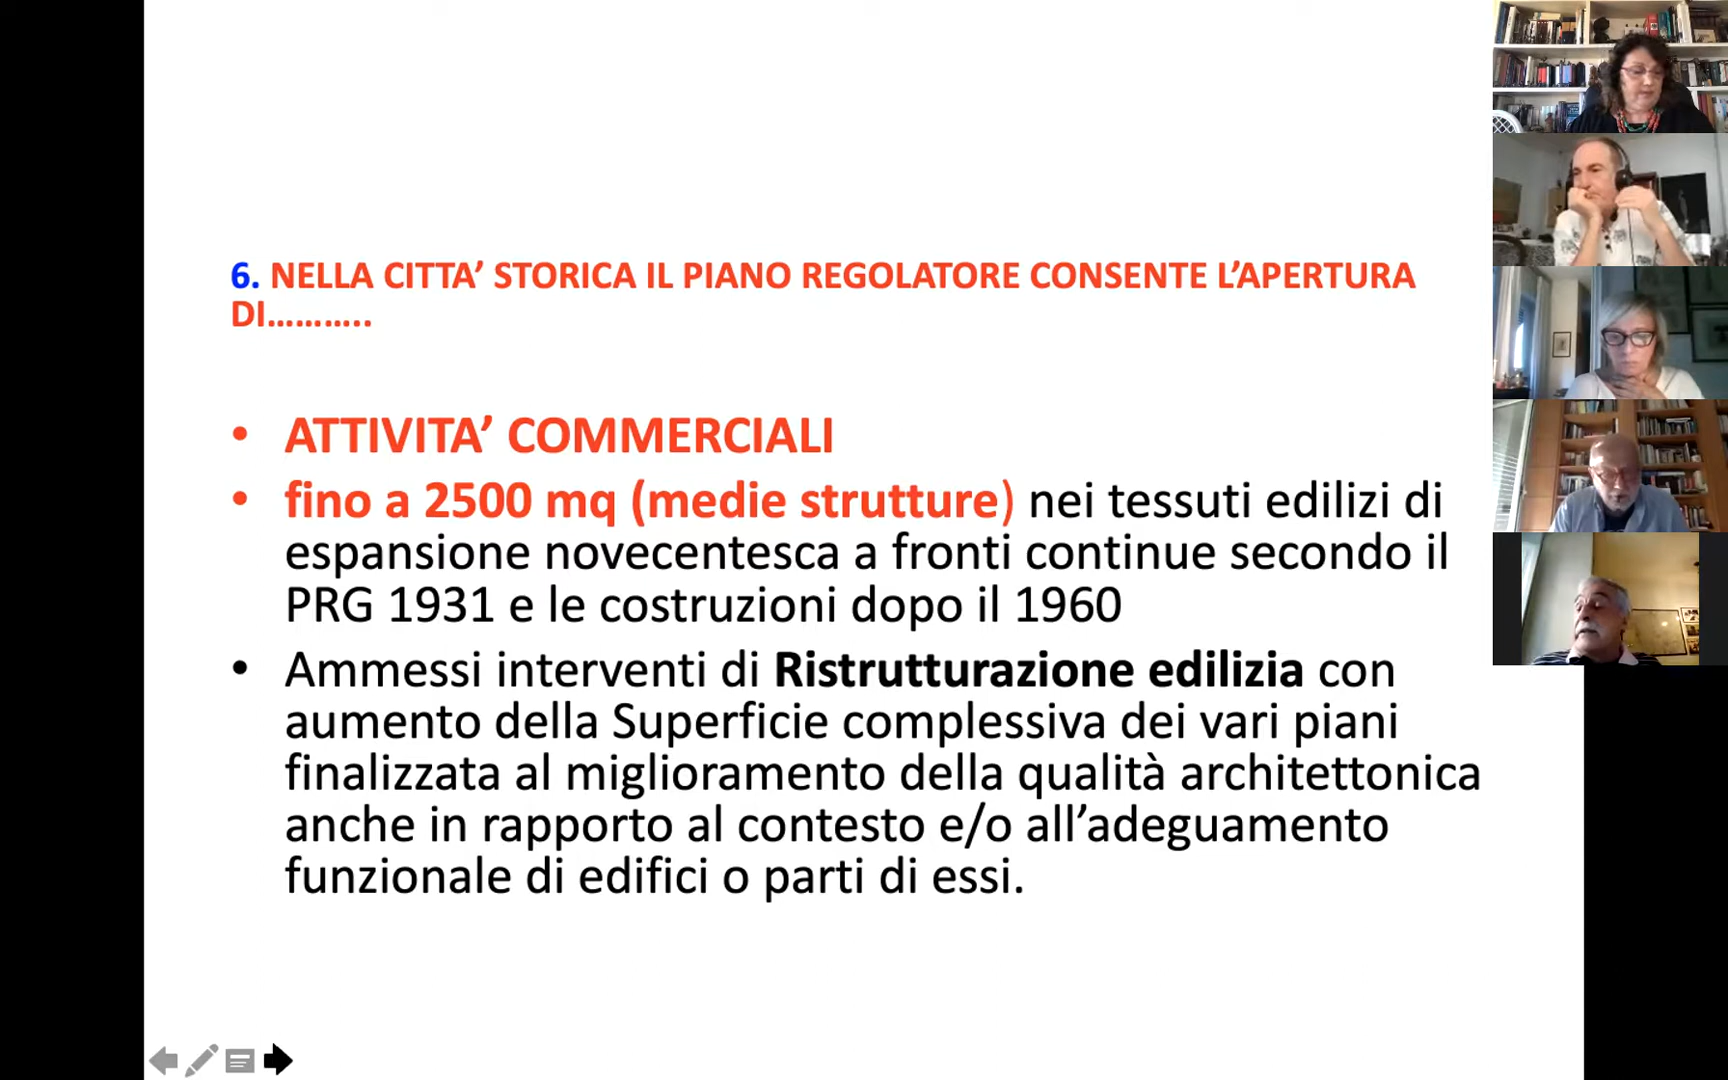 6. NELLA CITTA’ STORICA IL PIANO REGOLATORE CONSENTE L’APERTURA
DI………..
• ATTIVITA’ COMMERCIALI
• fino a 2500 mq (medie strutture) nei tessuti edilizi di
espansione novecentesca a fronti continue secondo il
PRG 1931 e le costruzioni dopo il 1960
• Ammessi interventi di Ristrutturazione edilizia con
aumento della Superficie complessiva dei vari piani
finalizzata al miglioramento della qualità architettonica
anche in rapporto al contesto e/o all’adeguamento
funzionale di edifici o parti di essi.